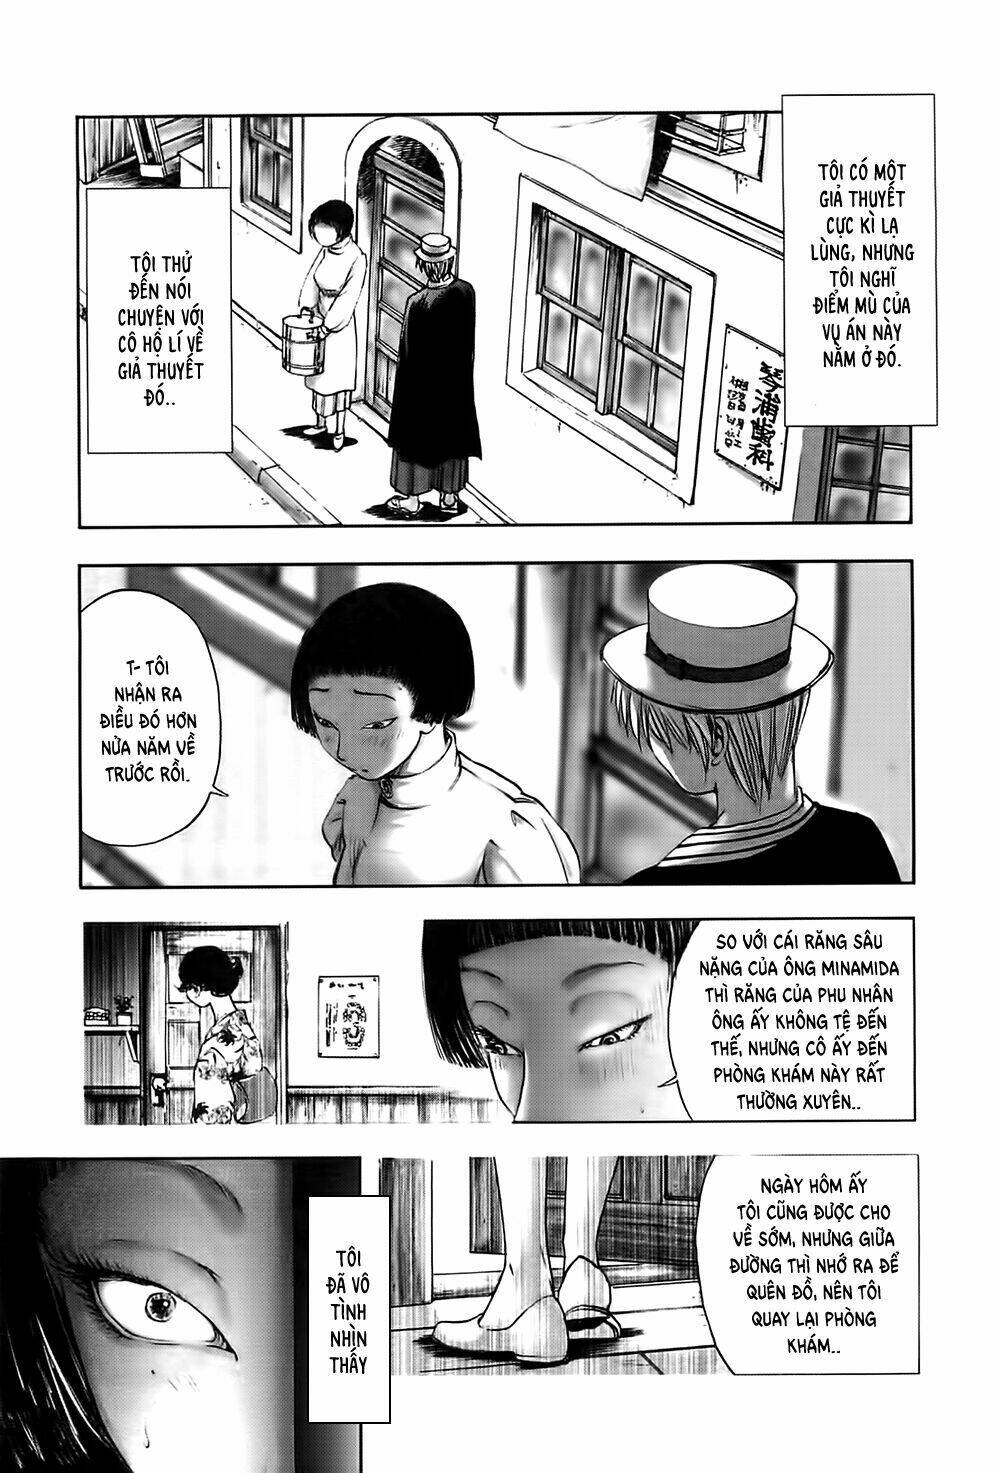 TÔI CÓ MỘT
GIẢ THUYẾT
CỰC KÌ LẠ
LÙNG, NHƯNG
TÔI NGHĨ
ĐIỂM MÙ CỦA
VỤ ÁN NÀY
NẰM Ở ĐÓ.
TÔI THỬ
ĐẾN NÓI
CHUYỆN VỚI
CÔ HỘ LÍ VỀ
GIẢ THUYẾT
ĐÓ..
琴浦歯科
T- TÔI
NHẬN RA
ĐIỀU ĐÓ HƠN
NỬA NĂM VỀ
TRƯỚC RỒI.
SO VỚI CÁI RĂNG SÂU
NẶNG CỦA ÔNG MINAMIDA
THÌ RĂNG CỦA PHU NHÂN
ÔNG ẤY KHÔNG TỆ ĐẾN
THẾ, NHƯNG CÔ ẤY ĐẾN
PHÒNG KHÁM NÀY RẤT
THƯỜNG XUYÊN..
NGÀY HÔM ẤY
TÔI CŨNG ĐƯỢC CHO
VỀ SỚM, NHƯNG GIỮA
ĐƯỜNG THÌ NHỚ RA ĐỂ
QUÊN ĐỒ, NÊN TÔI
QUAY LẠI PHÒNG
KHÁM..
TÔI
ĐÃ VÔ
TÌNH
NHÌN
THẤY